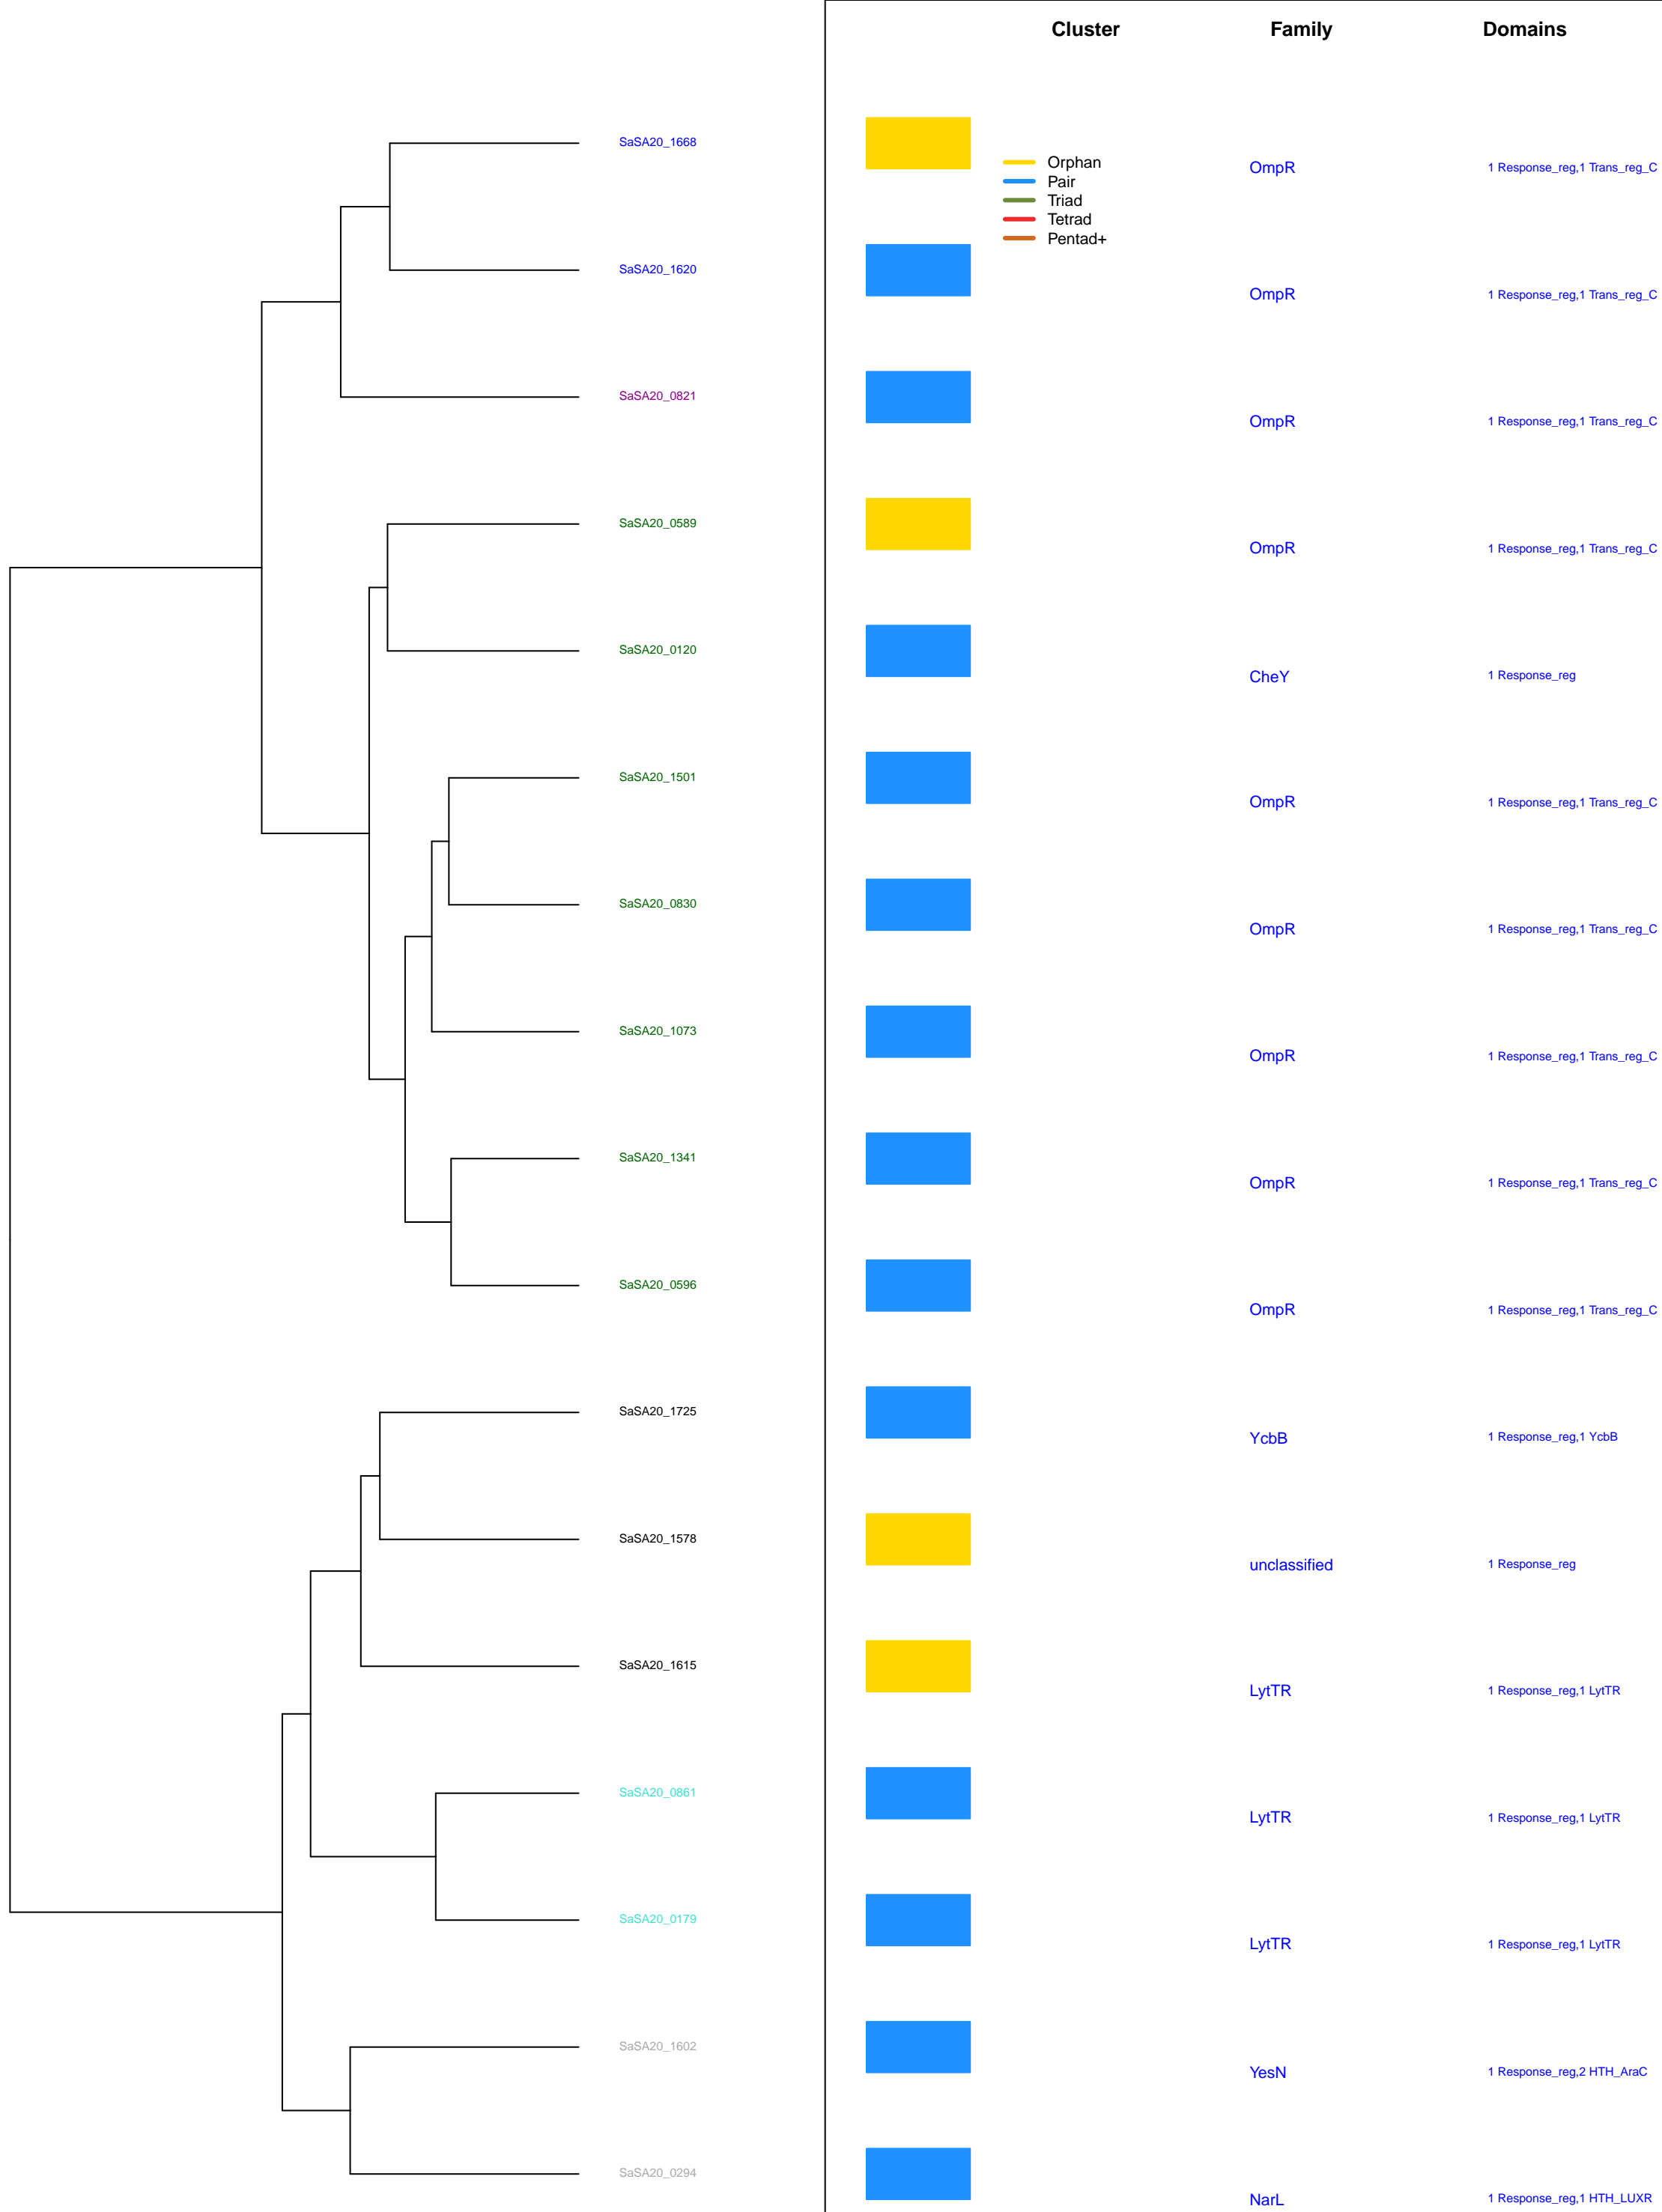 Cluster Family Domains
SaSA20_1668 OmpR 1 Response_reg,1 Trans_reg_C
Orphan
Pair
Triad
Tetrad
Pentad+
SaSA20_1620 OmpR 1 Response_reg,1 Trans_reg_C
SaSA20_0821 OmpR 1 Response_reg,1 Trans_reg_C
SaSA20_0589 OmpR 1 Response_reg,1 Trans_reg_C
SaSA20_0120 CheY 1 Response_reg
SaSA20_1501 OmpR 1 Response_reg,1 Trans_reg_C
SaSA20_0830 OmpR 1 Response_reg,1 Trans_reg_C
SaSA20_1073 OmpR 1 Response_reg,1 Trans_reg_C
SaSA20_1341 OmpR 1 Response_reg,1 Trans_reg_C
SaSA20_0596 OmpR 1 Response_reg,1 Trans_reg_C
SaSA20_1725 YcbB 1 Response_reg,1 YcbB
SaSA20_1578 unclassified 1 Response_reg
SaSA20_1615 LytTR 1 Response_reg,1 LytTR
SaSA20_0861 LytTR 1 Response_reg,1 LytTR
SaSA20_0179 LytTR 1 Response_reg,1 LytTR
SaSA20_1602 YesN 1 Response_reg,2 HTH_AraC
SaSA20_0294 NarL 1 Response_reg,1 HTH_LUXR